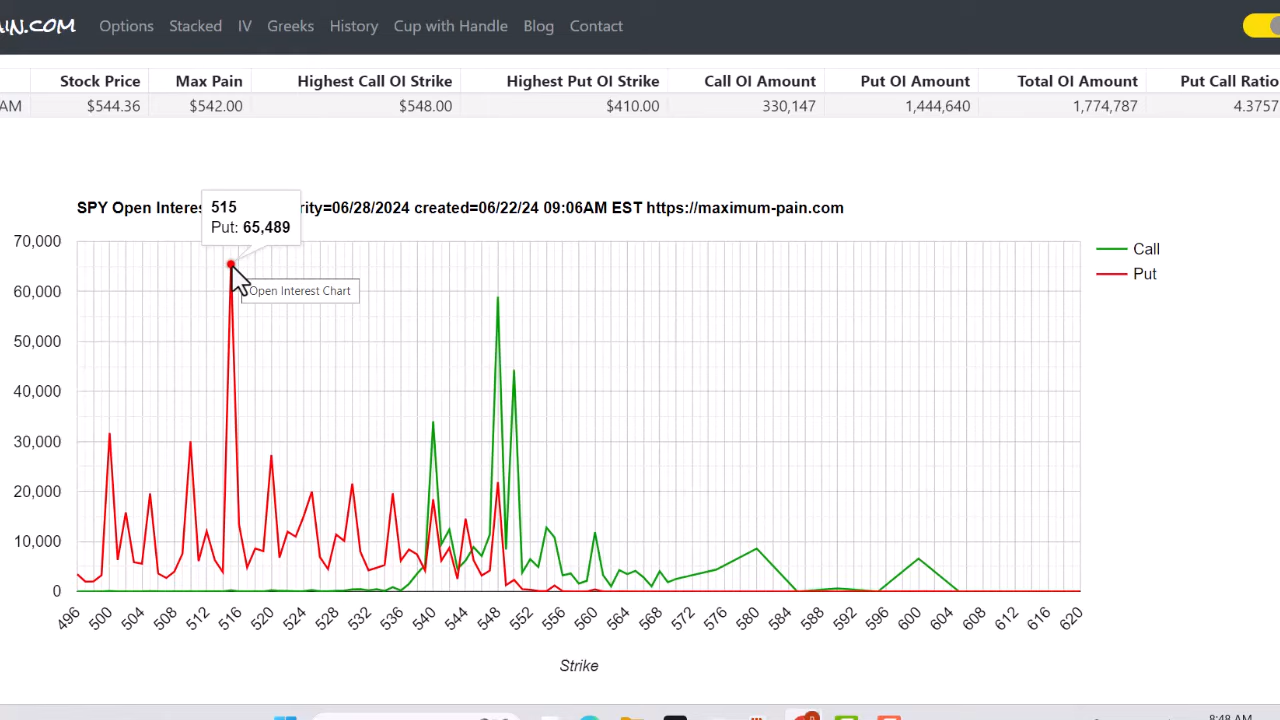 AIN.COM Options Stacked IV Greeks History Cup with Handle Blog Contact
Stock Price Max Pain Highest Call OI Strike Highest Put OI Strike Call OI Amount Put OI Amount Total OI Amount Put Call Ratio
AM $544.36 $542.00 $548.00 $410.00 330,147 1,444,640 1,774,787 4.3757
SPY Open Interes rity=06/28/2024 created=06/22/24 09:06AM EST https://maximum-pain.com
515
Put: 65,489
Open Interest Chart
70,000
60,000
50,000
40,000
30,000
20,000
10,000
0
Call
Put
496 500 504 508 512 516 520 524 528 532 536 540 544 548 552 556 560 564 568 572 576 580 584 588 592 596 600 604 608 612 616 620
Strike
8:48 AM